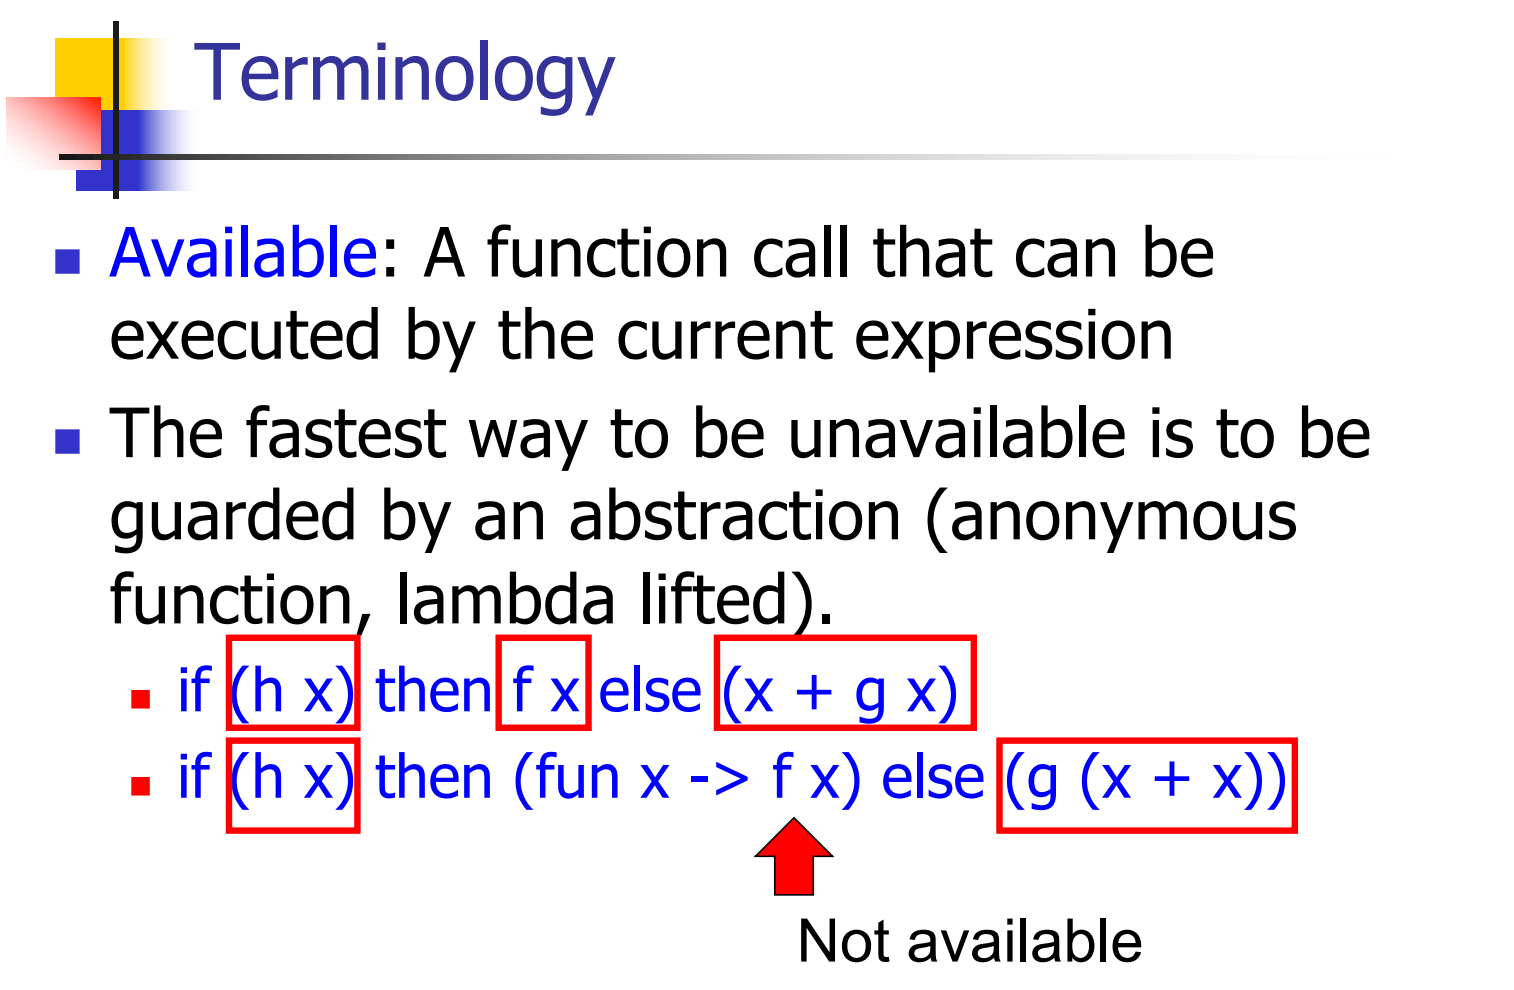 Terminology
Available: A function call that can be
executed by the current expression
The fastest way to be unavailable is to be
guarded by an abstraction (anonymous
function, lambda lifted).
if (h x) then f x else (x + g x)
if (h x) then (fun x -> f x) else (g (x + x))
Not available